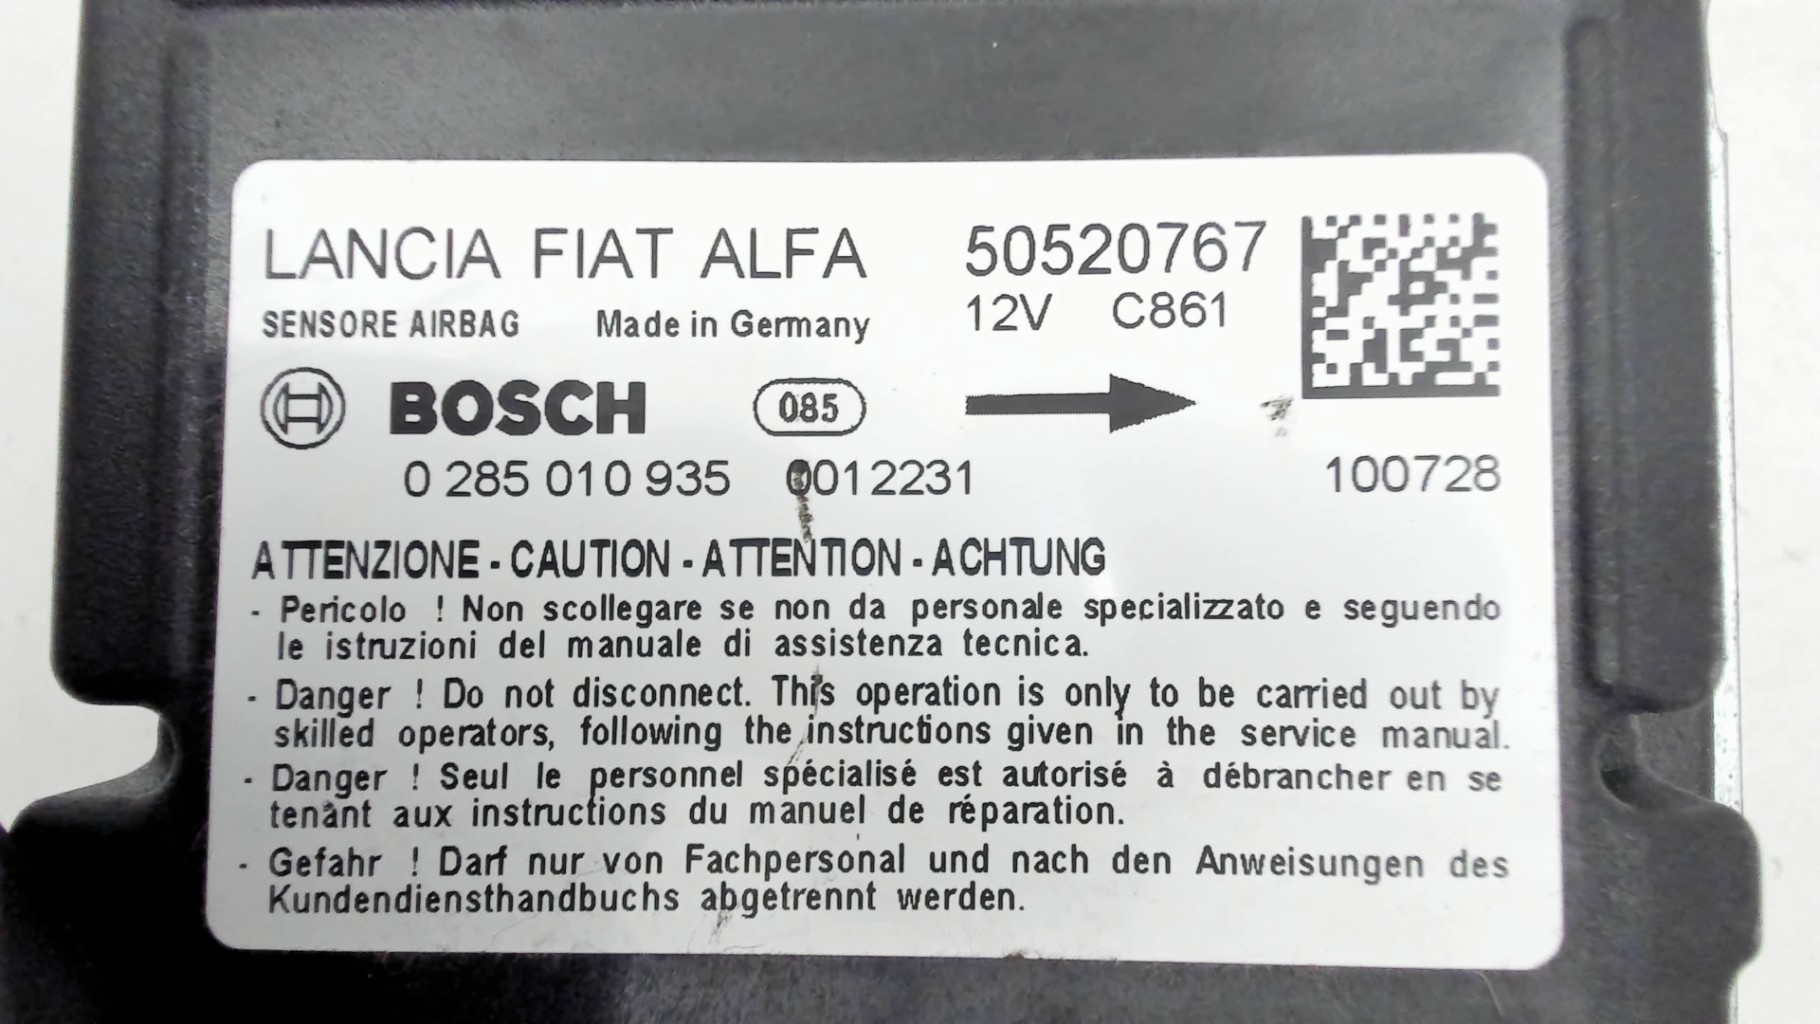 LANCIA FIAT ALFA 50520767
SENSORE AIRBAG Made in Germany 12V C861
BOSCH 085
0 285 010 935 0012231 100728
ATTENZIONE - CAUTION - ATTENTION - ACHTUNG
- Pericolo ! Non scollegare se non da personale specializzato e seguendo
le istruzioni del manuale di assistenza tecnica.
- Danger ! Do not disconnect. This operation is only to be carried out by
skilled operators, following the instructions given in the service manual.
- Danger ! Seul le personnel spécialisé est autorisé à débrancher en se
tenant aux instructions du manuel de réparation.
- Gefahr ! Darf nur von Fachpersonal und nach den Anweisungen des
Kundendiensthandbuchs abgetrennt werden.